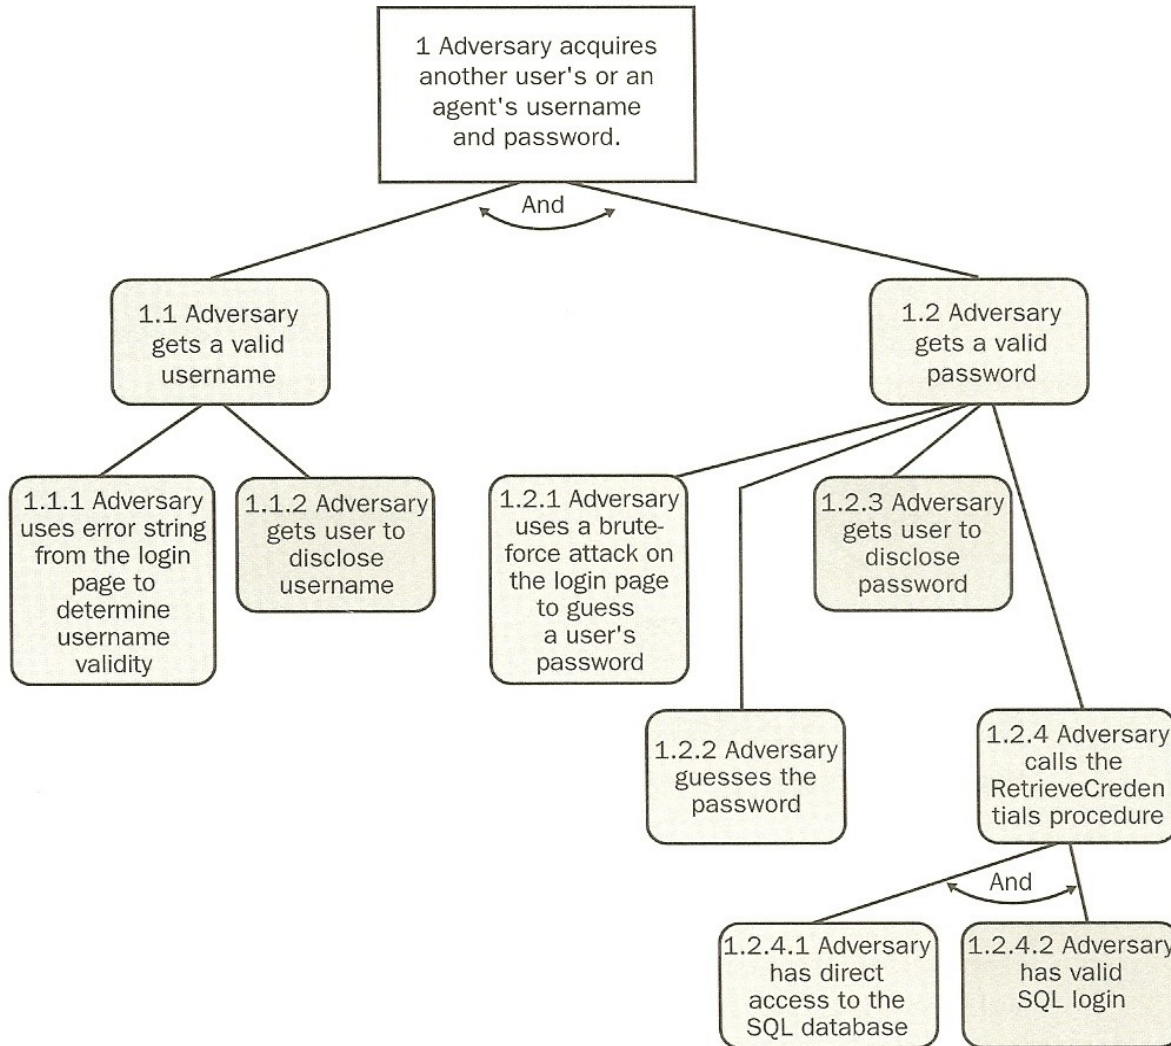 1 Adversary acquires
another user's or an
agent's username
and password.
And
1.1 Adversary
gets a valid
username
1.2 Adversary
gets a valid
password
1.1.1 Adversary
uses error string
from the login
page to
determine
username
validity
1.1.2 Adversary
gets user to
disclose
username
1.2.1 Adversary
uses a brute-
force attack on
the login page
to guess
a user's
password
1.2.3 Adversary
gets user to
disclose
password
1.2.2 Adversary
guesses the
password
1.2.4 Adversary
calls the
RetrieveCreden
tials procedure
And
1.2.4.1 Adversary
has direct
access to the
SQL database
1.2.4.2 Adversary
has valid
SQL login